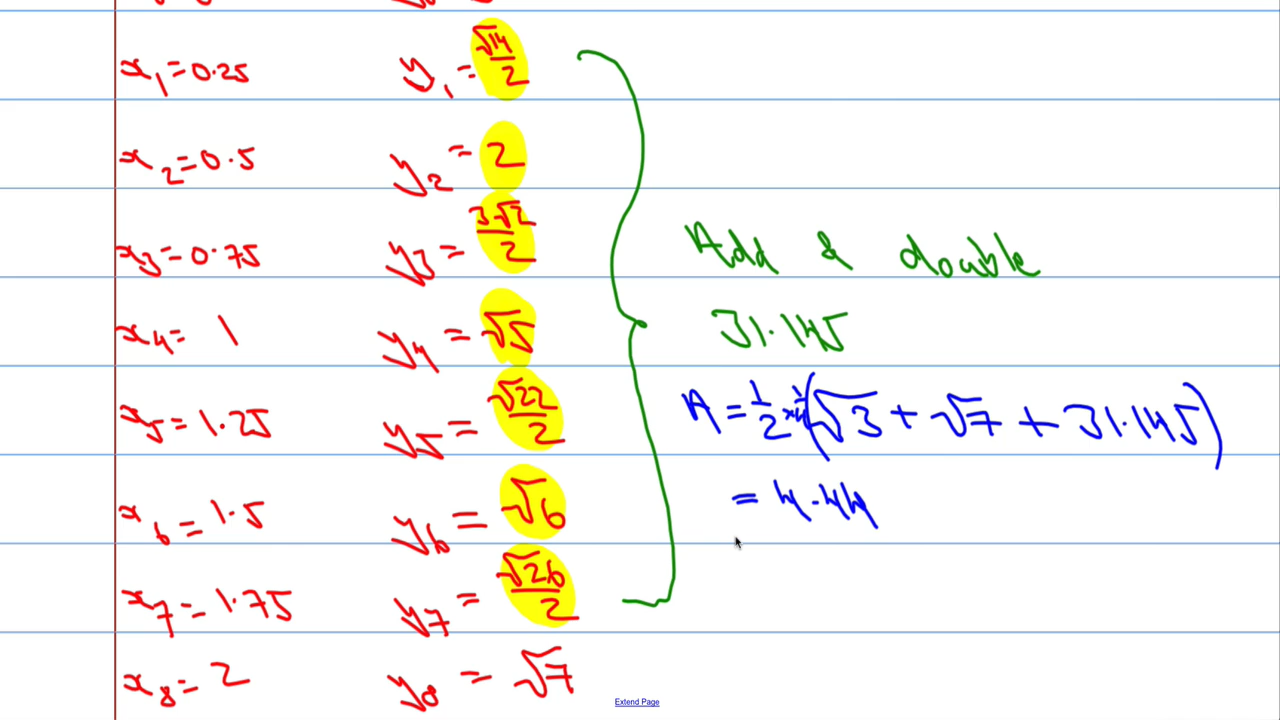 x₁=0.25 y₁=√14/2
x₂=0.5 y₂=2
x₃=0.75 y₃=3√2/2
Add & double
x₄=1 y₄=√5
31.145
x₅=1.25 y₅=√22/2
A=1/2×1/4(√3+√7+31.145)
x₆=1.5 y₆=√6
=4.44
x₇=1.75 y₇=√26/2
x₈=2 y₈=√7
Extend Page